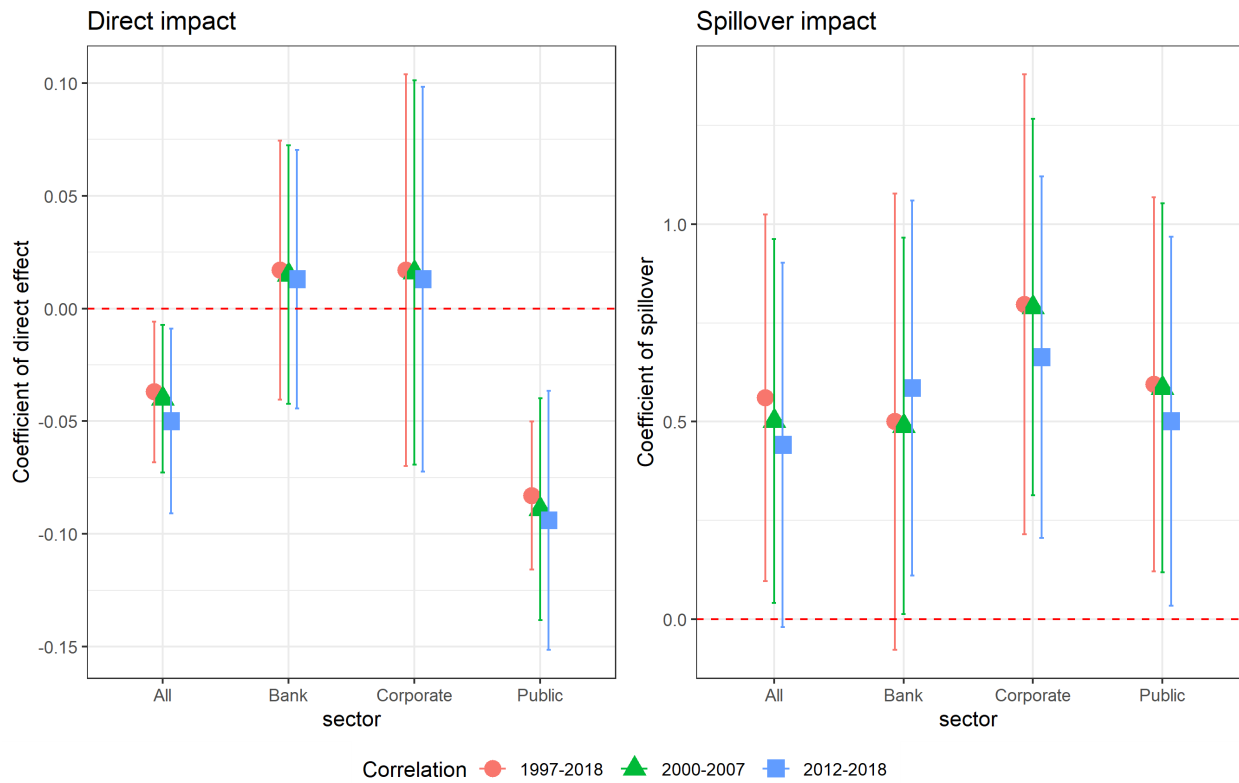 Direct impact
Spillover impact
Coefficient of direct effect
0.10
0.05
0.00
-0.05
-0.10
-0.15
All Bank Corporate Public
sector
Coefficient of spillover
1.0
0.5
0.0
All Bank Corporate Public
sector
Correlation 1997-2018 2000-2007 2012-2018